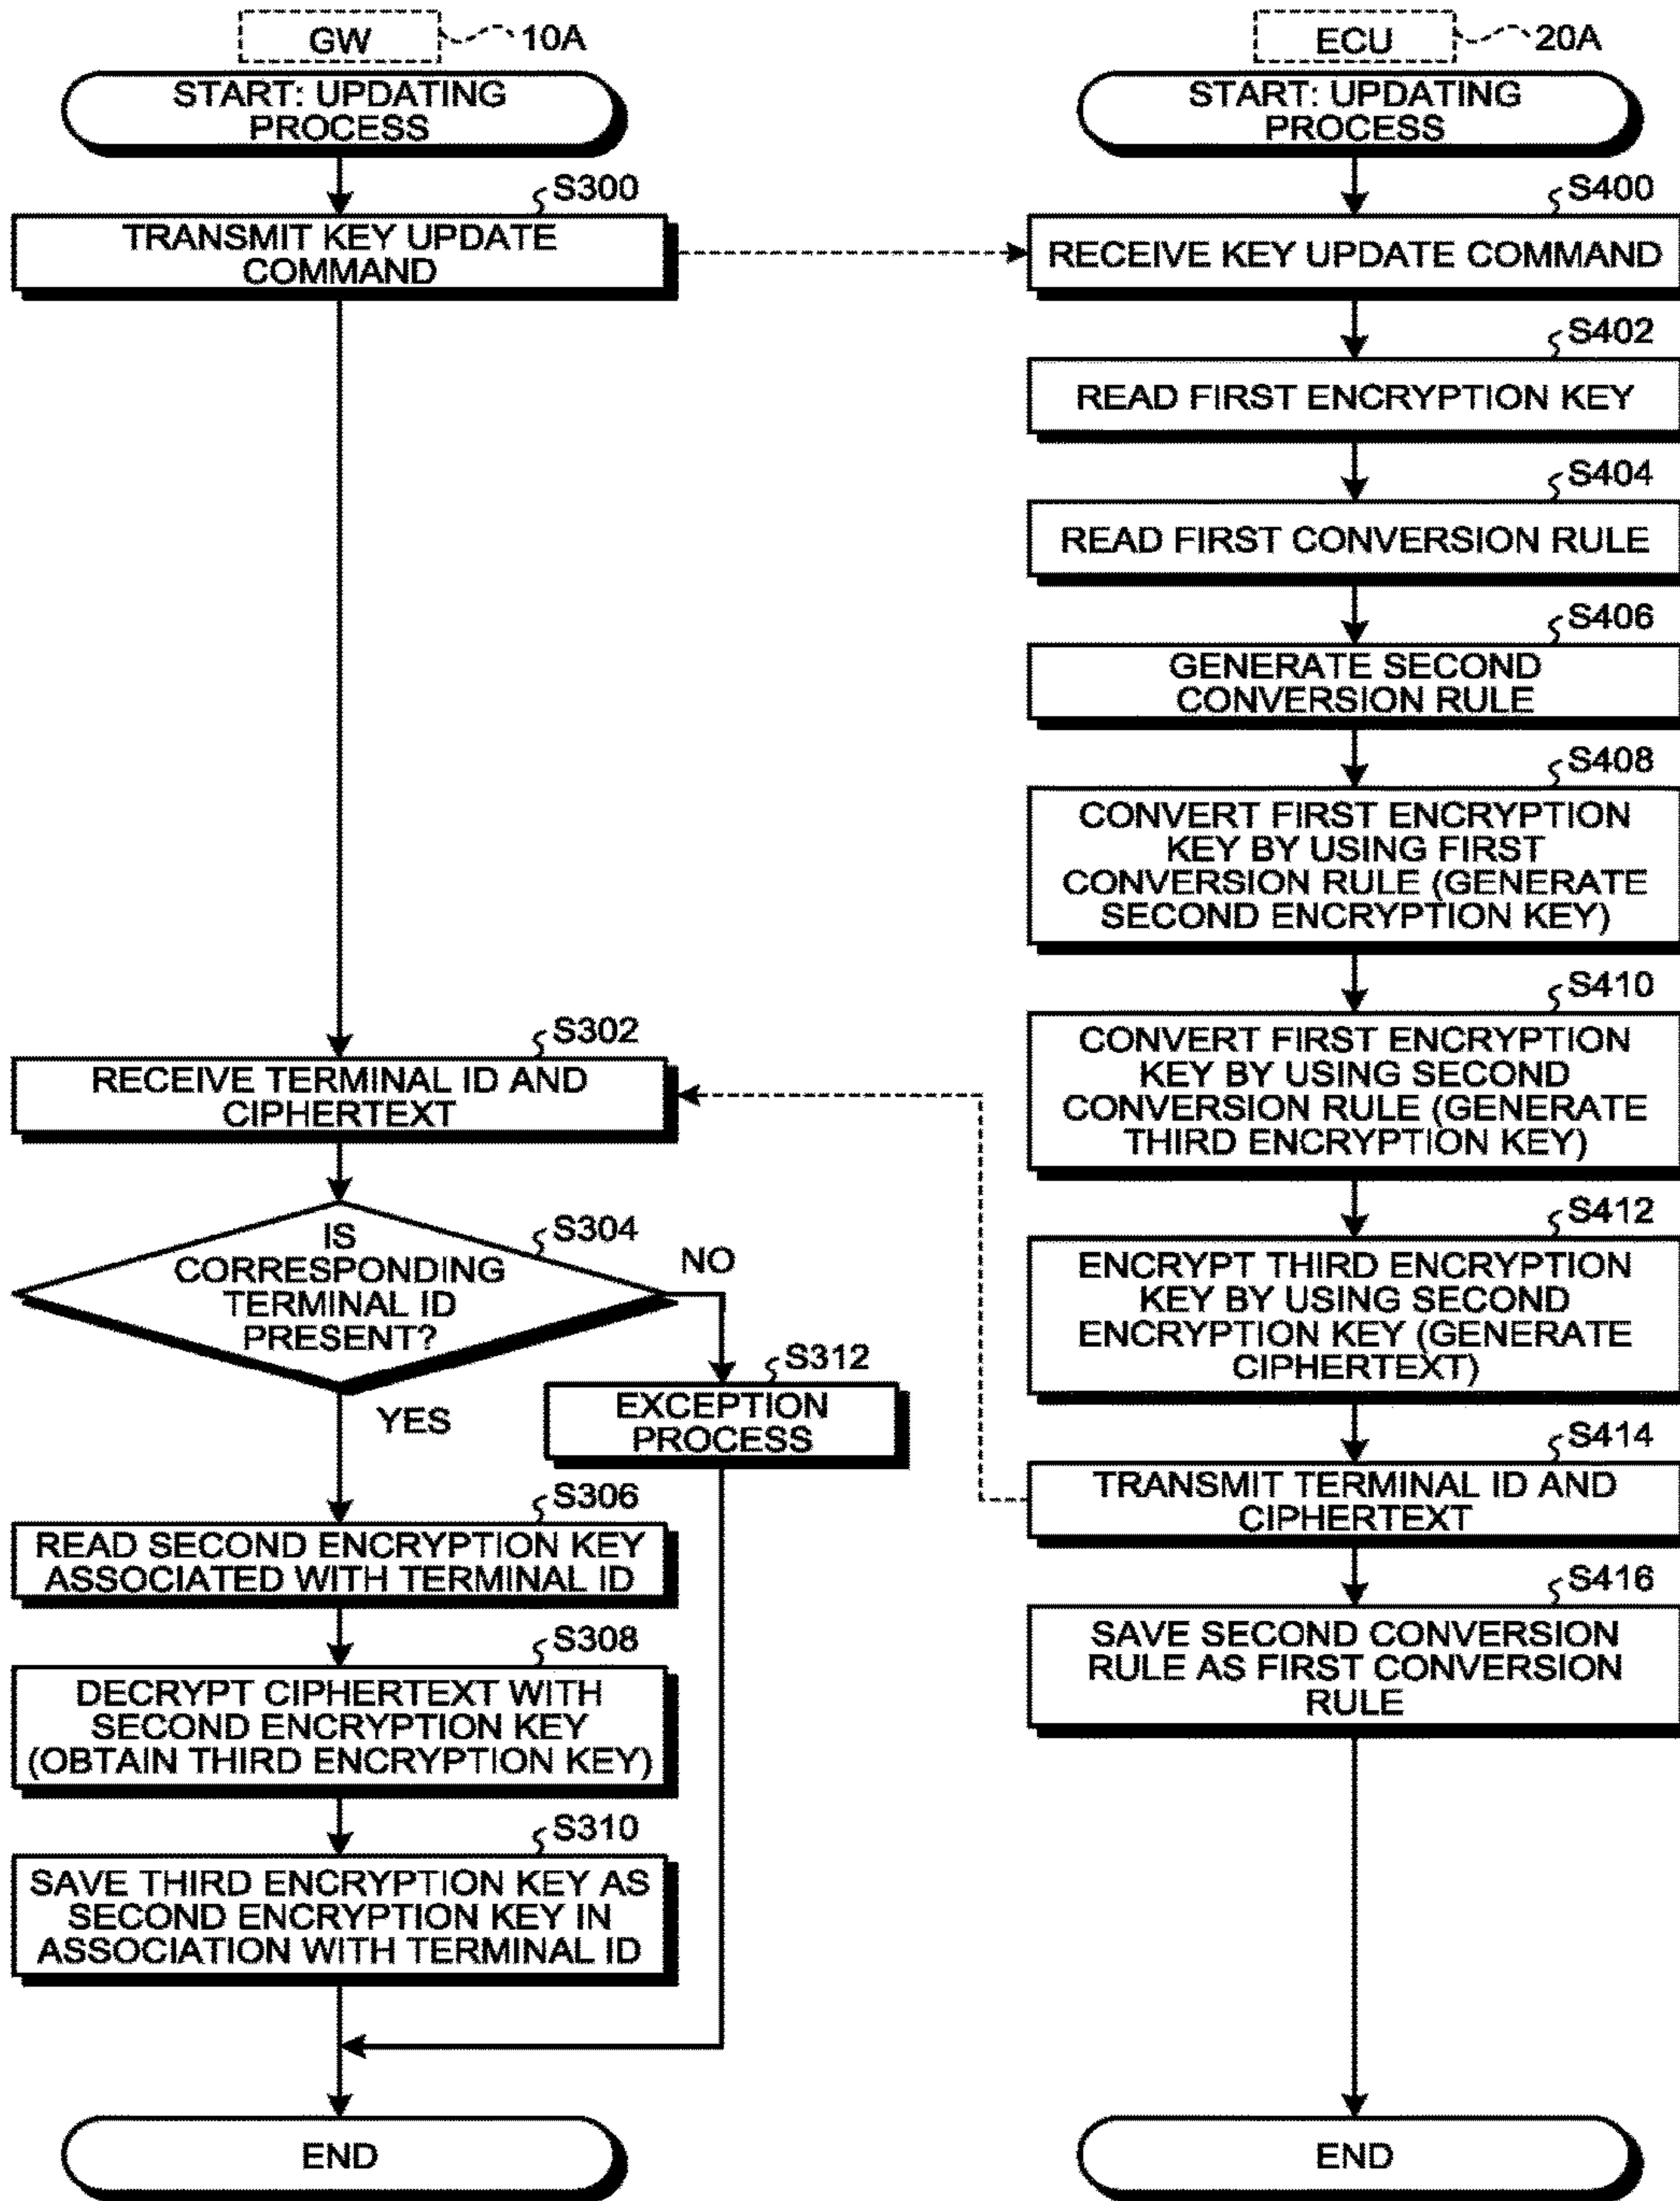 GW
10A
START: UPDATING
PROCESS
S300
TRANSMIT KEY UPDATE
COMMAND
S302
RECEIVE TERMINAL ID AND
CIPHERTEXT
S304
IS
CORRESPONDING
TERMINAL ID
PRESENT?
NO
YES
S312
EXCEPTION
PROCESS
S306
READ SECOND ENCRYPTION KEY
ASSOCIATED WITH TERMINAL ID
S308
DECRYPT CIPHERTEXT WITH
SECOND ENCRYPTION KEY
(OBTAIN THIRD ENCRYPTION KEY)
S310
SAVE THIRD ENCRYPTION KEY AS
SECOND ENCRYPTION KEY IN
ASSOCIATION WITH TERMINAL ID
END
ECU
20A
START: UPDATING
PROCESS
S400
RECEIVE KEY UPDATE COMMAND
S402
READ FIRST ENCRYPTION KEY
S404
READ FIRST CONVERSION RULE
S406
GENERATE SECOND
CONVERSION RULE
S408
CONVERT FIRST ENCRYPTION
KEY BY USING FIRST
CONVERSION RULE (GENERATE
SECOND ENCRYPTION KEY)
S410
CONVERT FIRST ENCRYPTION
KEY BY USING SECOND
CONVERSION RULE (GENERATE
THIRD ENCRYPTION KEY)
S412
ENCRYPT THIRD ENCRYPTION
KEY BY USING SECOND
ENCRYPTION KEY (GENERATE
CIPHERTEXT)
S414
TRANSMIT TERMINAL ID AND
CIPHERTEXT
S416
SAVE SECOND CONVERSION
RULE AS FIRST CONVERSION
RULE
END